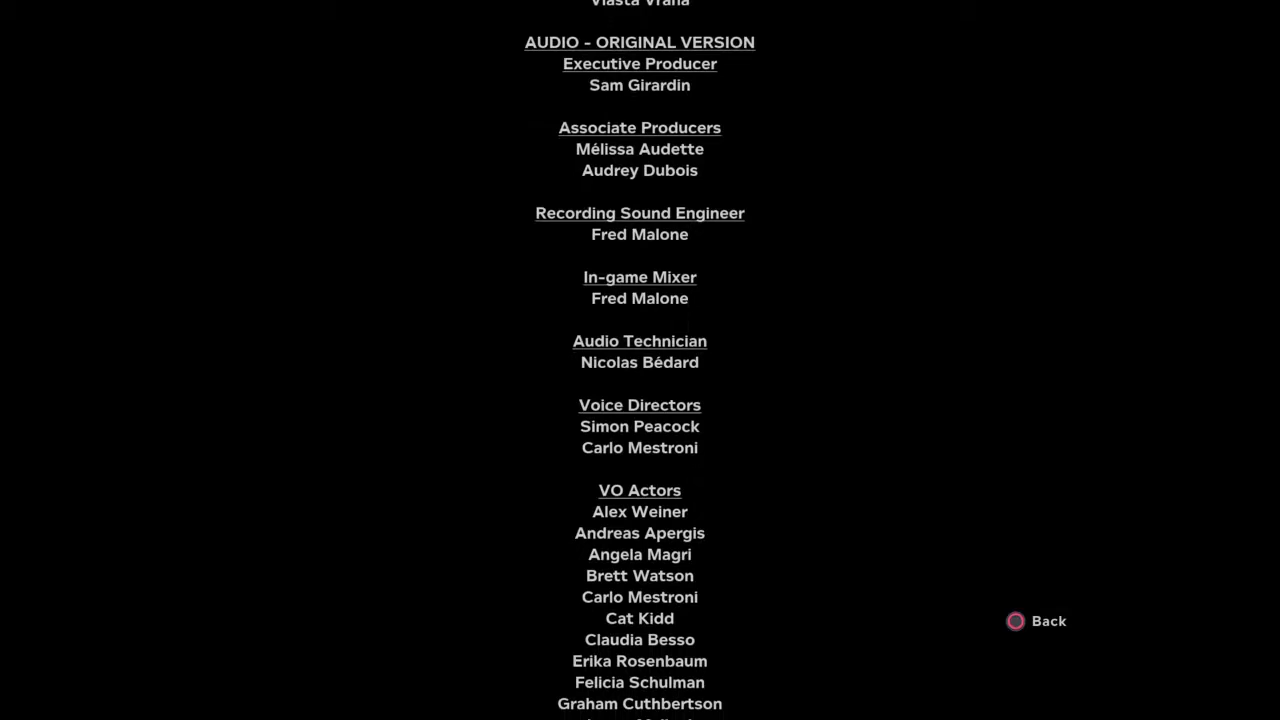 Vlasta Vrana
AUDIO - ORIGINAL VERSION
Executive Producer
Sam Girardin
Associate Producers
Mélissa Audette
Audrey Dubois
Recording Sound Engineer
Fred Malone
In-game Mixer
Fred Malone
Audio Technician
Nicolas Bédard
Voice Directors
Simon Peacock
Carlo Mestroni
VO Actors
Alex Weiner
Andreas Apergis
Angela Magri
Brett Watson
Carlo Mestroni
Cat Kidd
Claudia Besso
Erika Rosenbaum
Felicia Schulman
Graham Cuthbertson
Back